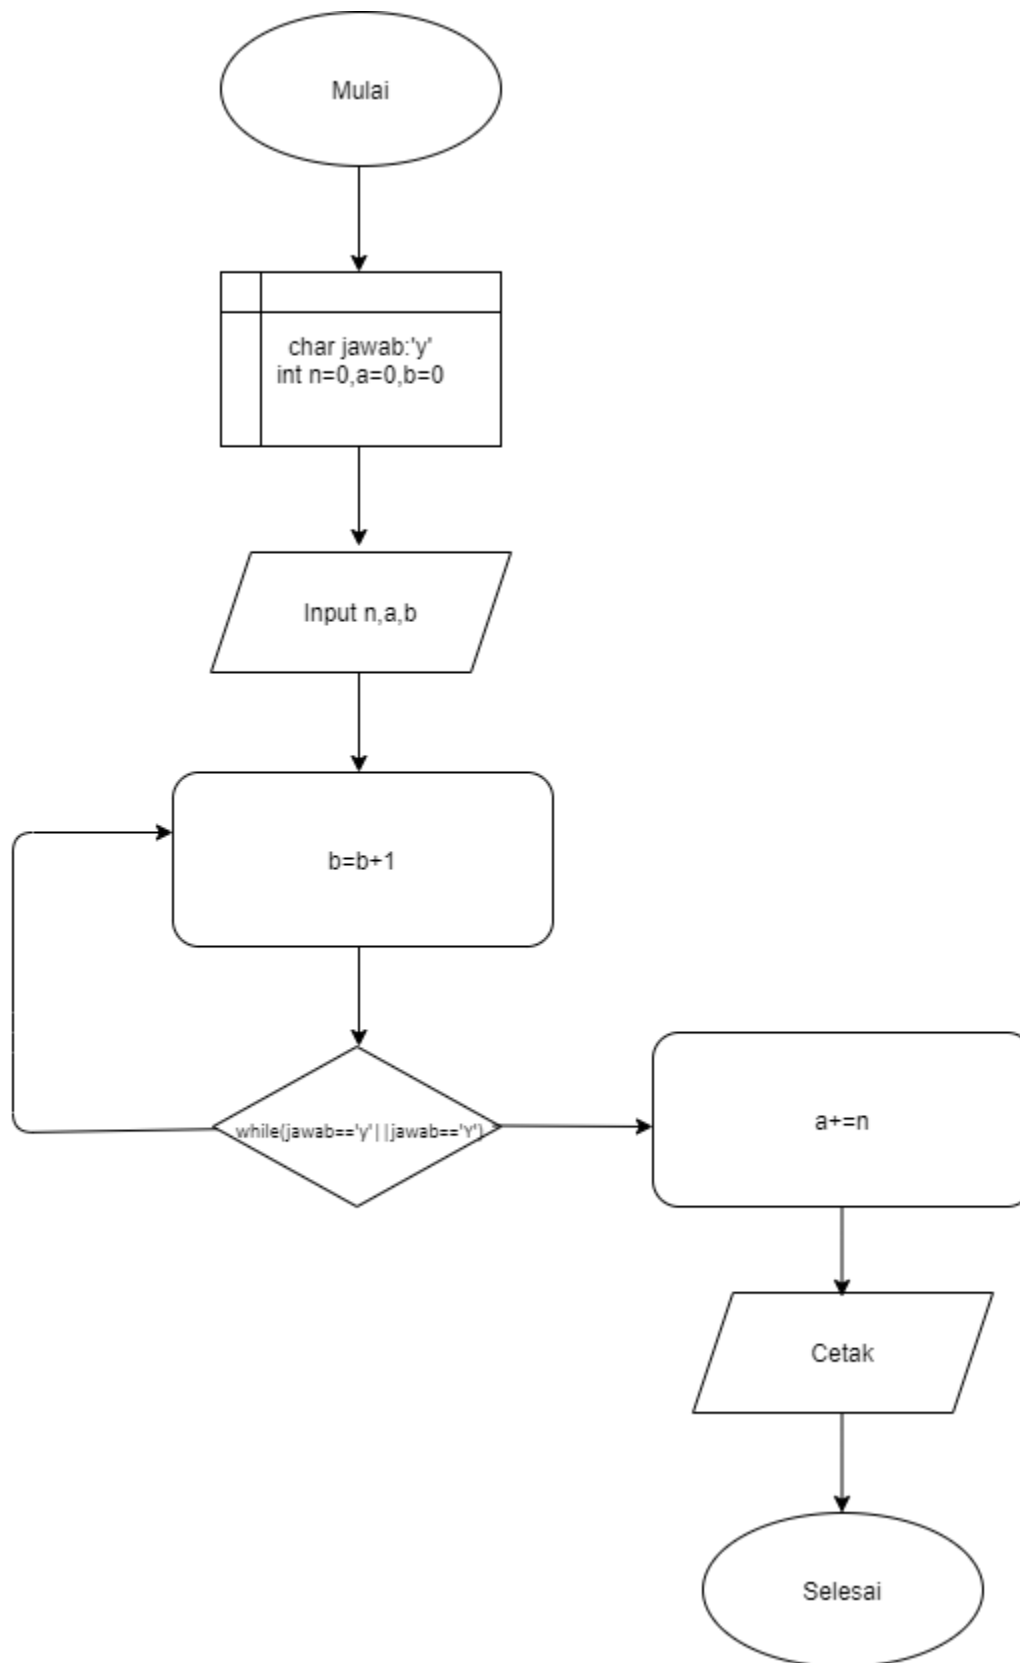 Mulai
char jawab:'y'
int n=0,a=0,b=0
Input n,a,b
b=b+1
while(jawab=='y'||jawab=='Y')
a+=n
Cetak
Selesai